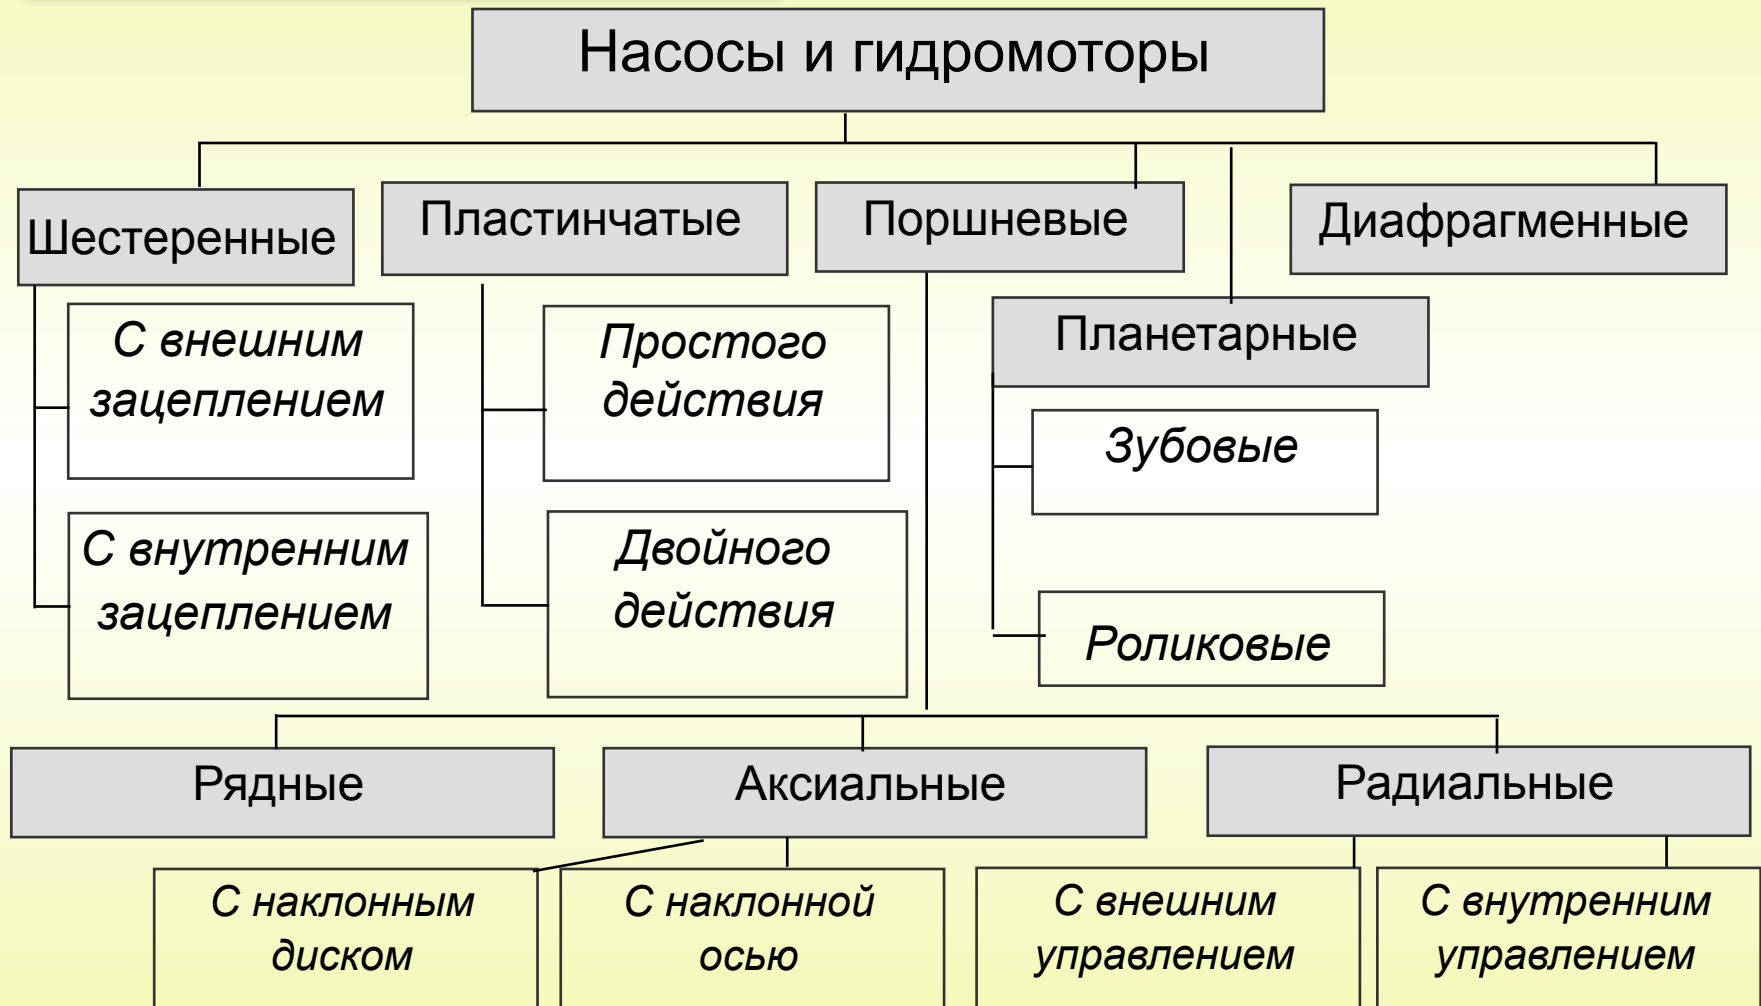 Насосы и гидромоторы
Шестеренные
Пластинчатые
Поршневые
Диафрагменные
С внешним
зацеплением
С внутренним
зацеплением
Простого
действия
Двойного
действия
Планетарные
Зубовые
Роликовые
Рядные
Аксиальные
Радиальные
С наклонным
диском
С наклонной
осью
С внешним
управлением
С внутренним
управлением